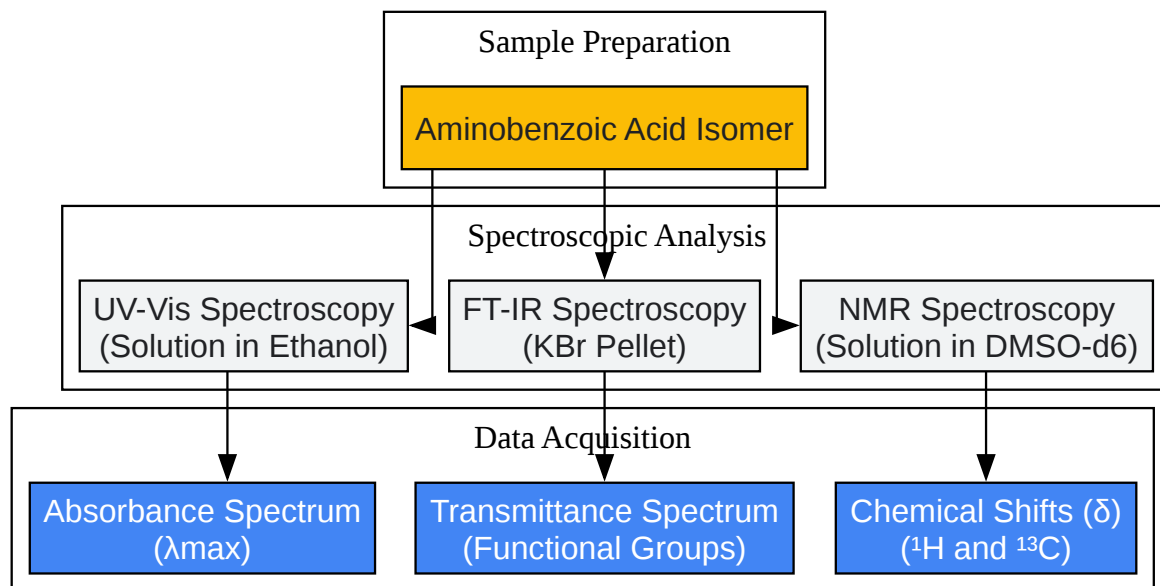 Sample Preparation
Aminobenzoic Acid Isomer
Spectroscopic Analysis
UV-Vis Spectroscopy
(Solution in Ethanol)
FT-IR Spectroscopy
(KBr Pellet)
NMR Spectroscopy
(Solution in DMSO-d6)
Data Acquisition
Absorbance Spectrum
(λmax)
Transmittance Spectrum
(Functional Groups)
Chemical Shifts (δ)
(¹H and ¹³C)